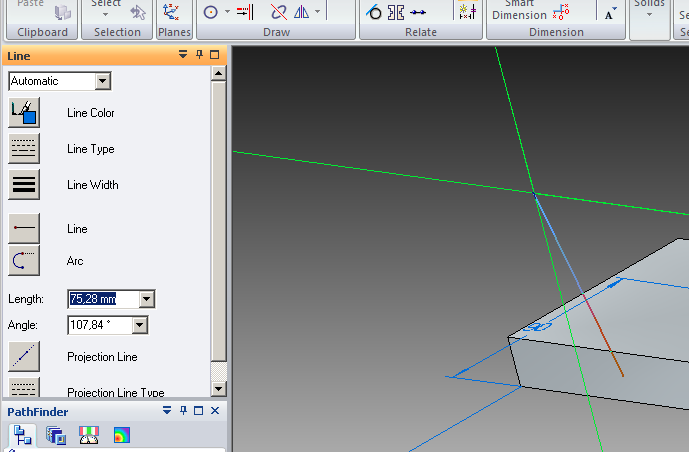 Paste
Select
Smart
Dimension
A
Solids
Se
Clipboard
Selection
Planes
Draw
Relate
Dimension
Se
Line
Automatic
Line Color
Line Type
Line Width
Line
Arc
Length:
75,28 mm
Angle:
107,84 °
Projection Line
Projection Line Type
PathFinder